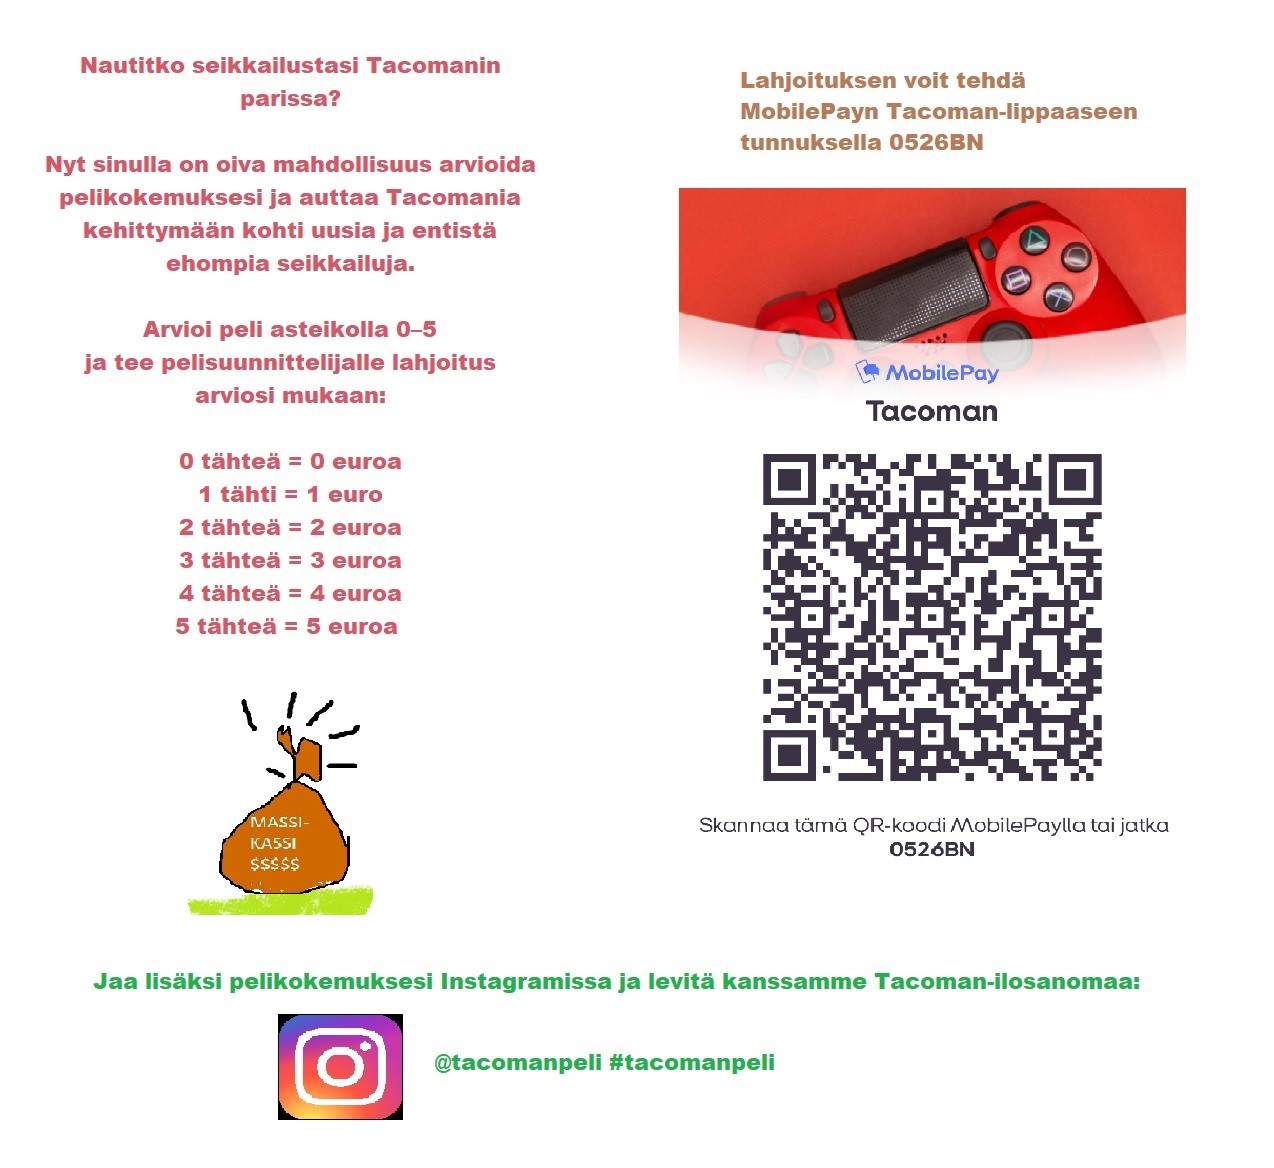 Nautitko seikkailustasi Tacomanin
parissa?
Nyt sinulla on oiva mahdollisuus arvioida
pelikokemuksesi ja auttaa Tacomania
kehittymään kohti uusia ja entistä
ehompia seikkailuja.
Arvioi peli asteikolla 0–5
ja tee pelisuunnittelijalle lahjoitus
arviosi mukaan:
0 tähteä = 0 euroa
1 tähti = 1 euro
2 tähteä = 2 euroa
3 tähteä = 3 euroa
4 tähteä = 4 euroa
5 tähteä = 5 euroa
MASSI-
KASSI
$$$$$
Lahjoituksen voit tehdä
MobilePayn Tacoman-lippaaseen
tunnuksella 0526BN
MobilePay
Tacoman
Skannaa tämä QR-koodi MobilePaylla tai jatka
0526BN
Jaa lisäksi pelikokemuksesi Instagramissa ja levitä kanssamme Tacoman-ilosanomaa:
@tacomanpeli #tacomanpeli